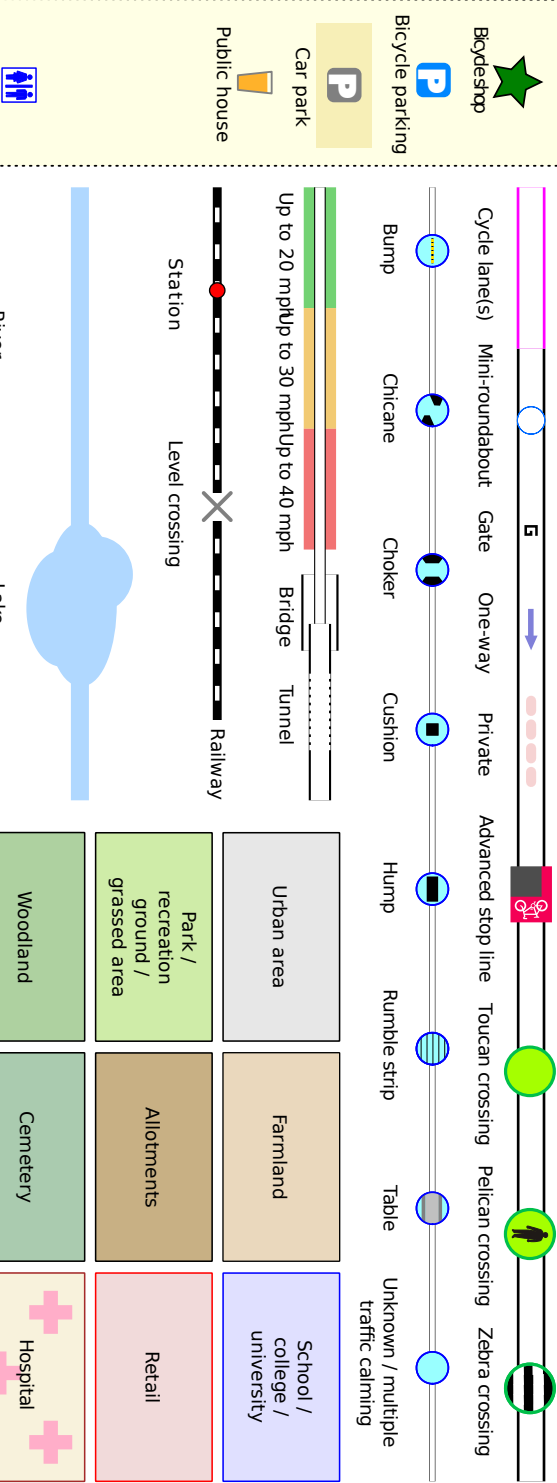 Bicycleshop
Bicycle parking
P
Car park
P
Public house
Cycle lane(s)
Mini-roundabout
Gate
G
One-way
Private
Advanced stop line
Toucan crossing
Pelican crossing
Zebra crossing
Bump
Chicane
Choker
Cushion
Hump
Rumble strip
Table
Unknown / multiple
traffic calming
Up to 20 mph
Up to 30 mph
Up to 40 mph
Bridge
Tunnel
Station
Level crossing
Railway
Urban area
Farmland
School /
college /
university
Park /
recreation
ground /
grassed area
Allotments
Retail
Woodland
Cemetery
Hospital